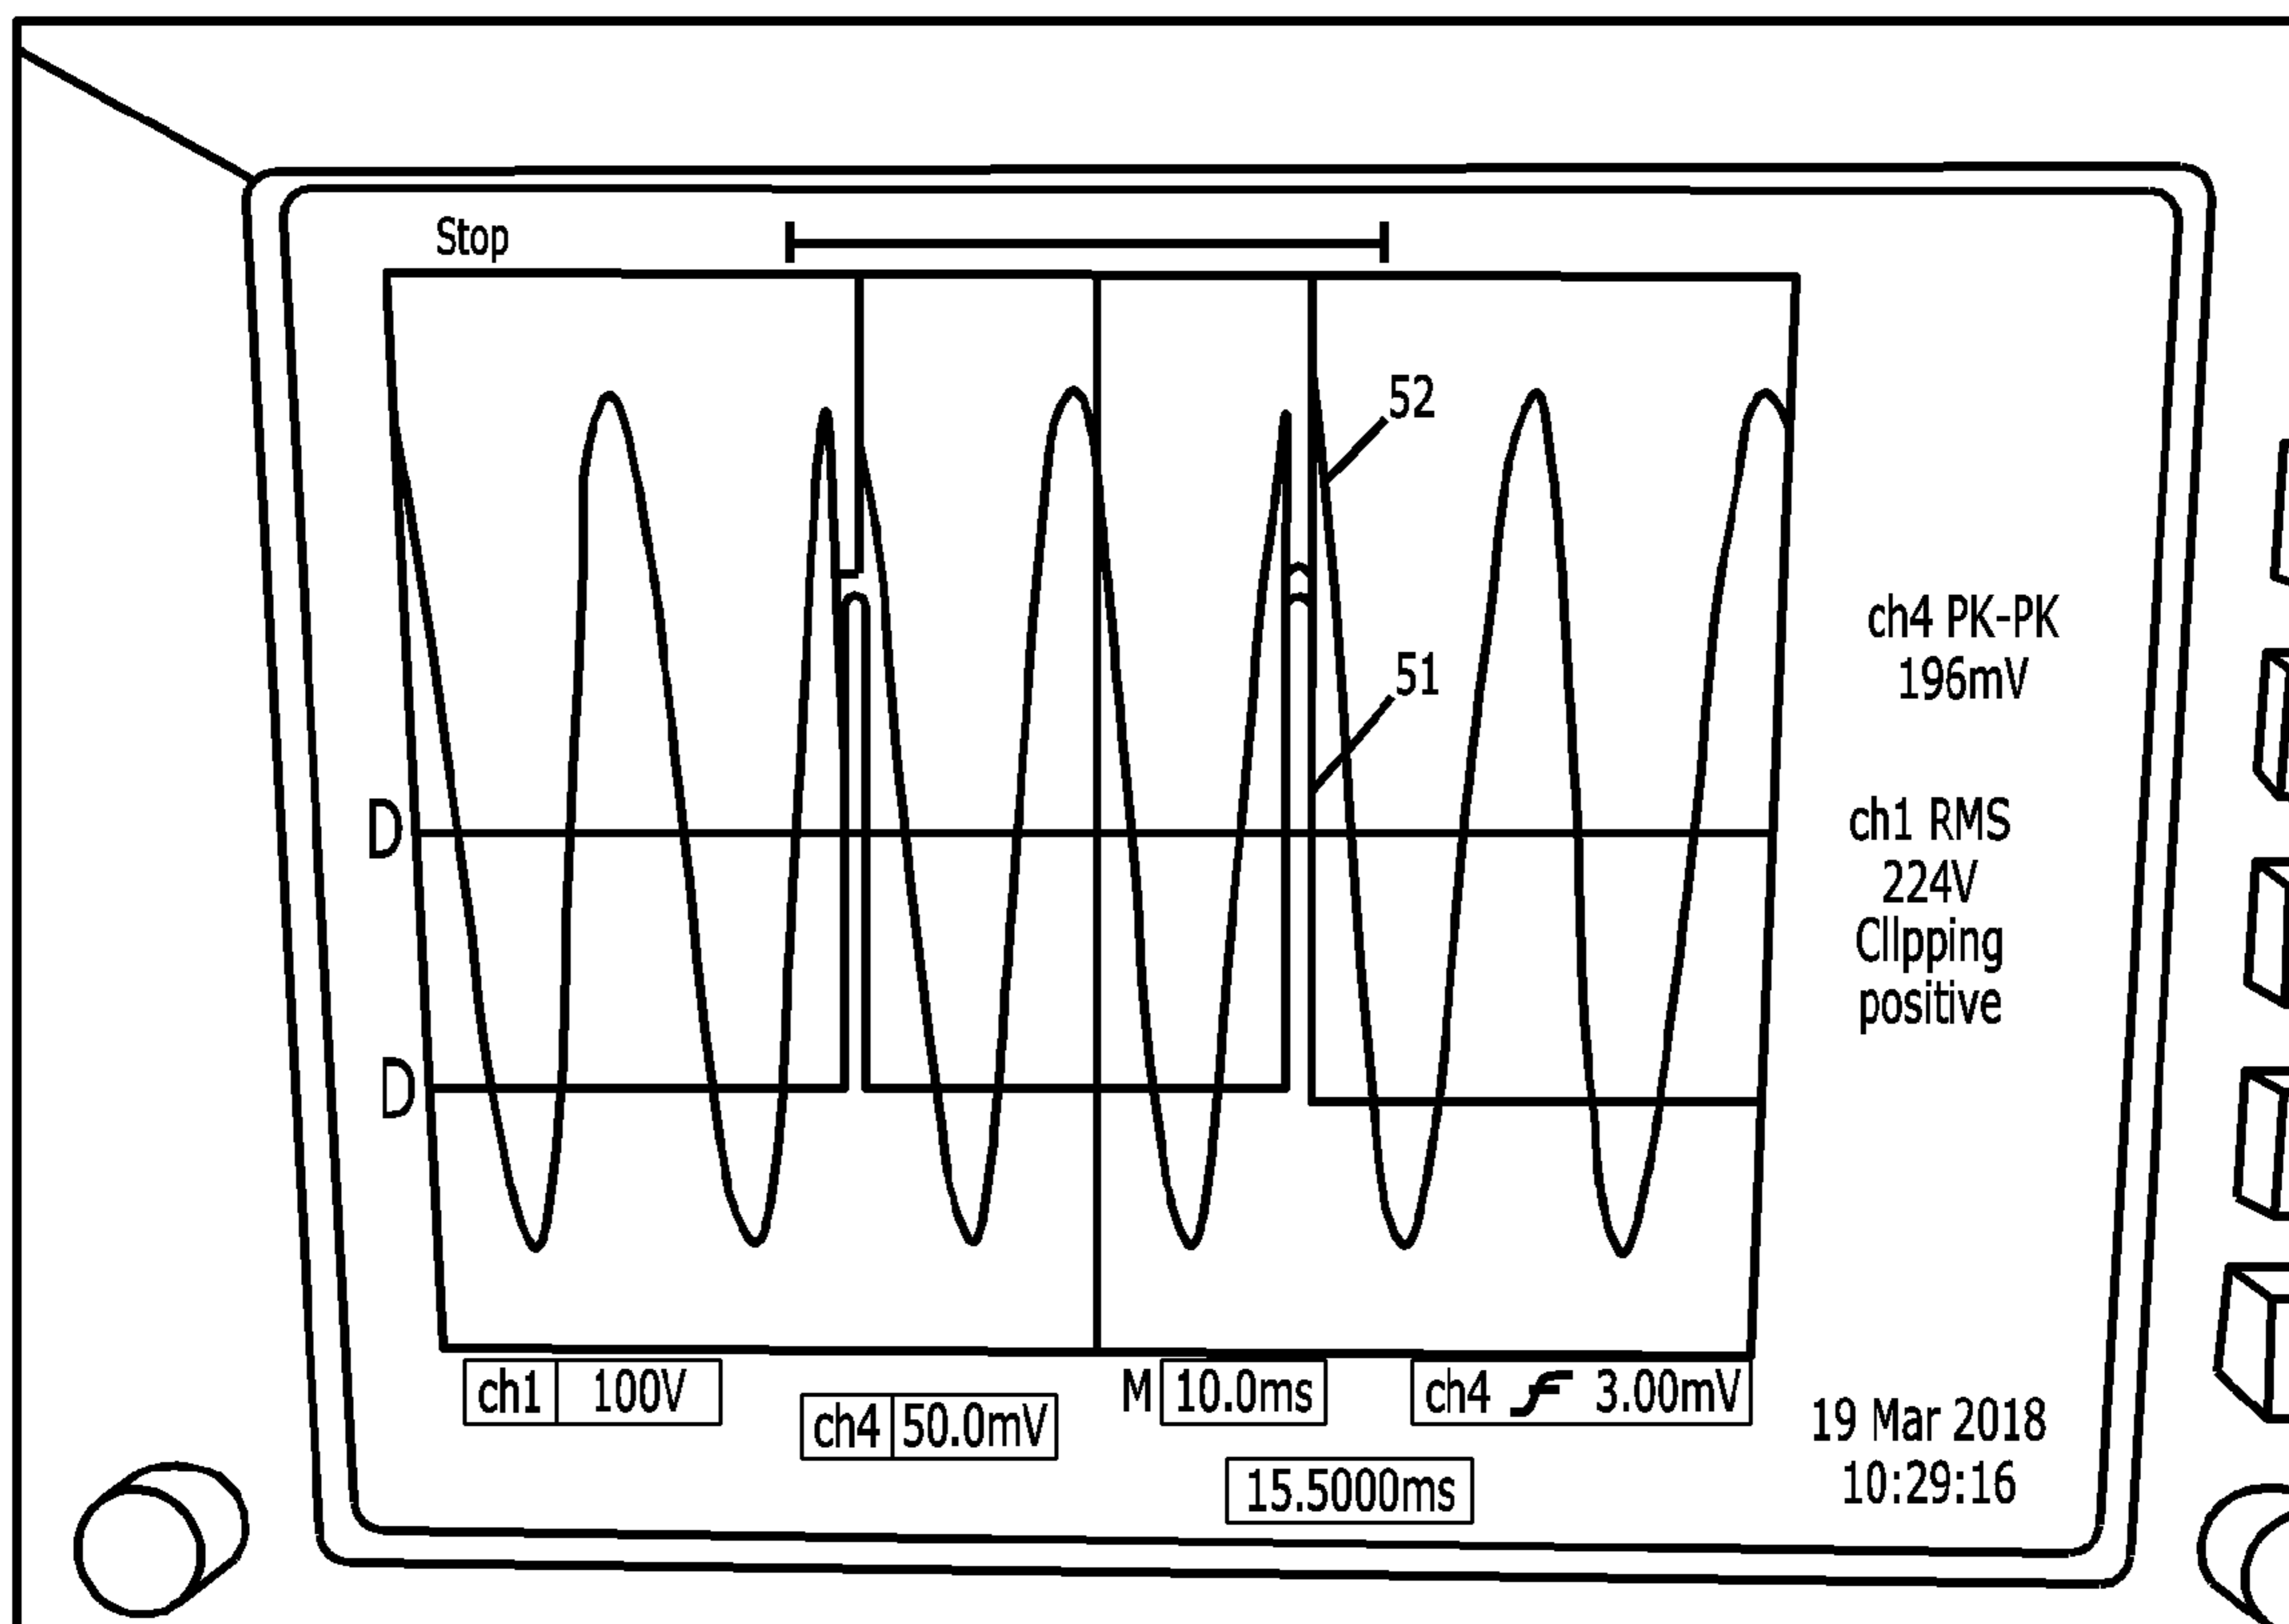 Stop
52
51
D
D
ch4 PK-PK
196mV
ch1 RMS
224V
Cllpping
positive
ch1 100V
ch4 50.0mV
M 10.0ms
ch4 3.00mV
15.5000ms
19 Mar 2018
10:29:16